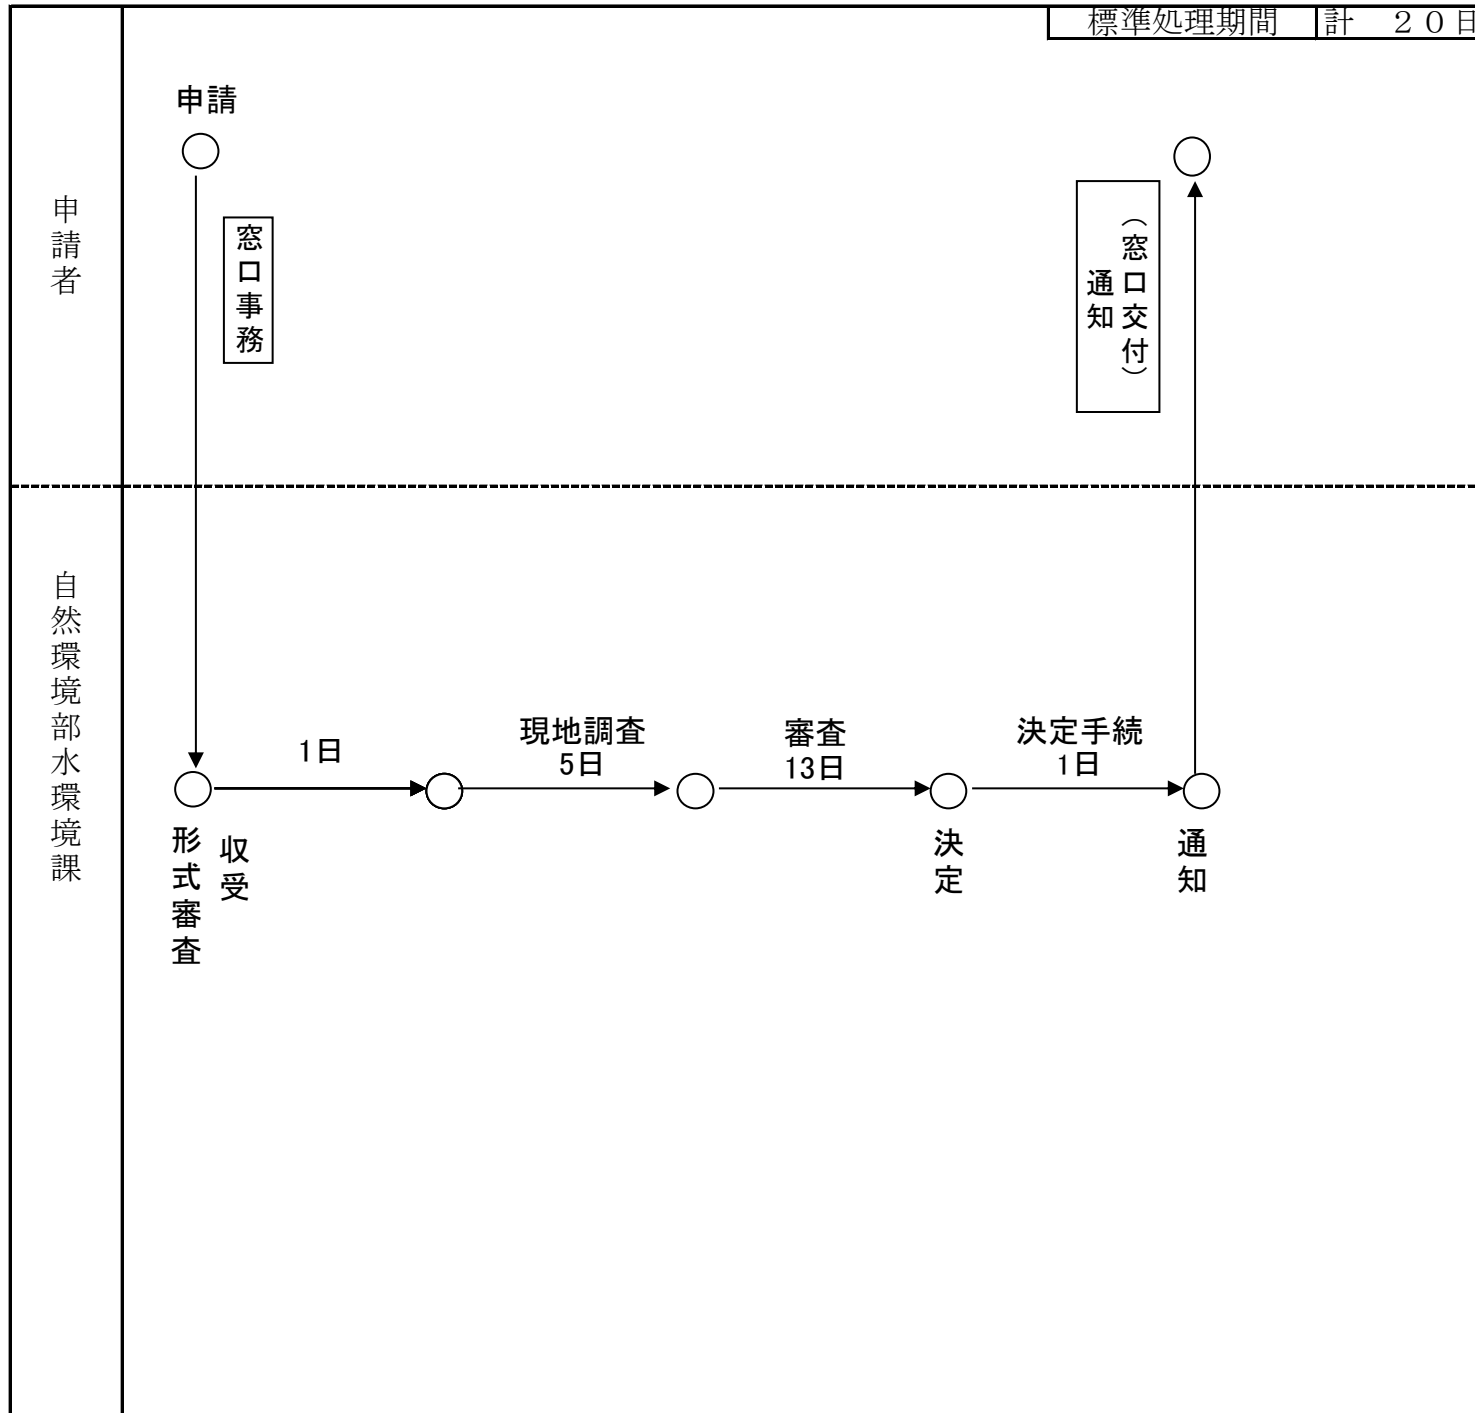 標準処理期間 計 20日
申請
申請者
窓口事務
(窓口交付)
通知
自然環境部水環境課
1日
現地調査
5日
審査
13日
決定手続
1日
収受
形式審査
決定
通知